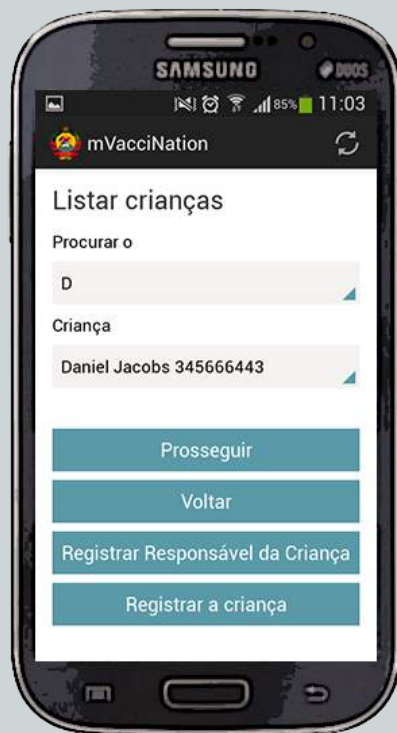 SAMSUNG
DUOS
85% 11:03
mVacciNation
Listar crianças
Procurar o
D
Criança
Daniel Jacobs 345666443
Prosseguir
Voltar
Registrar Responsável da Criança
Registrar a criança